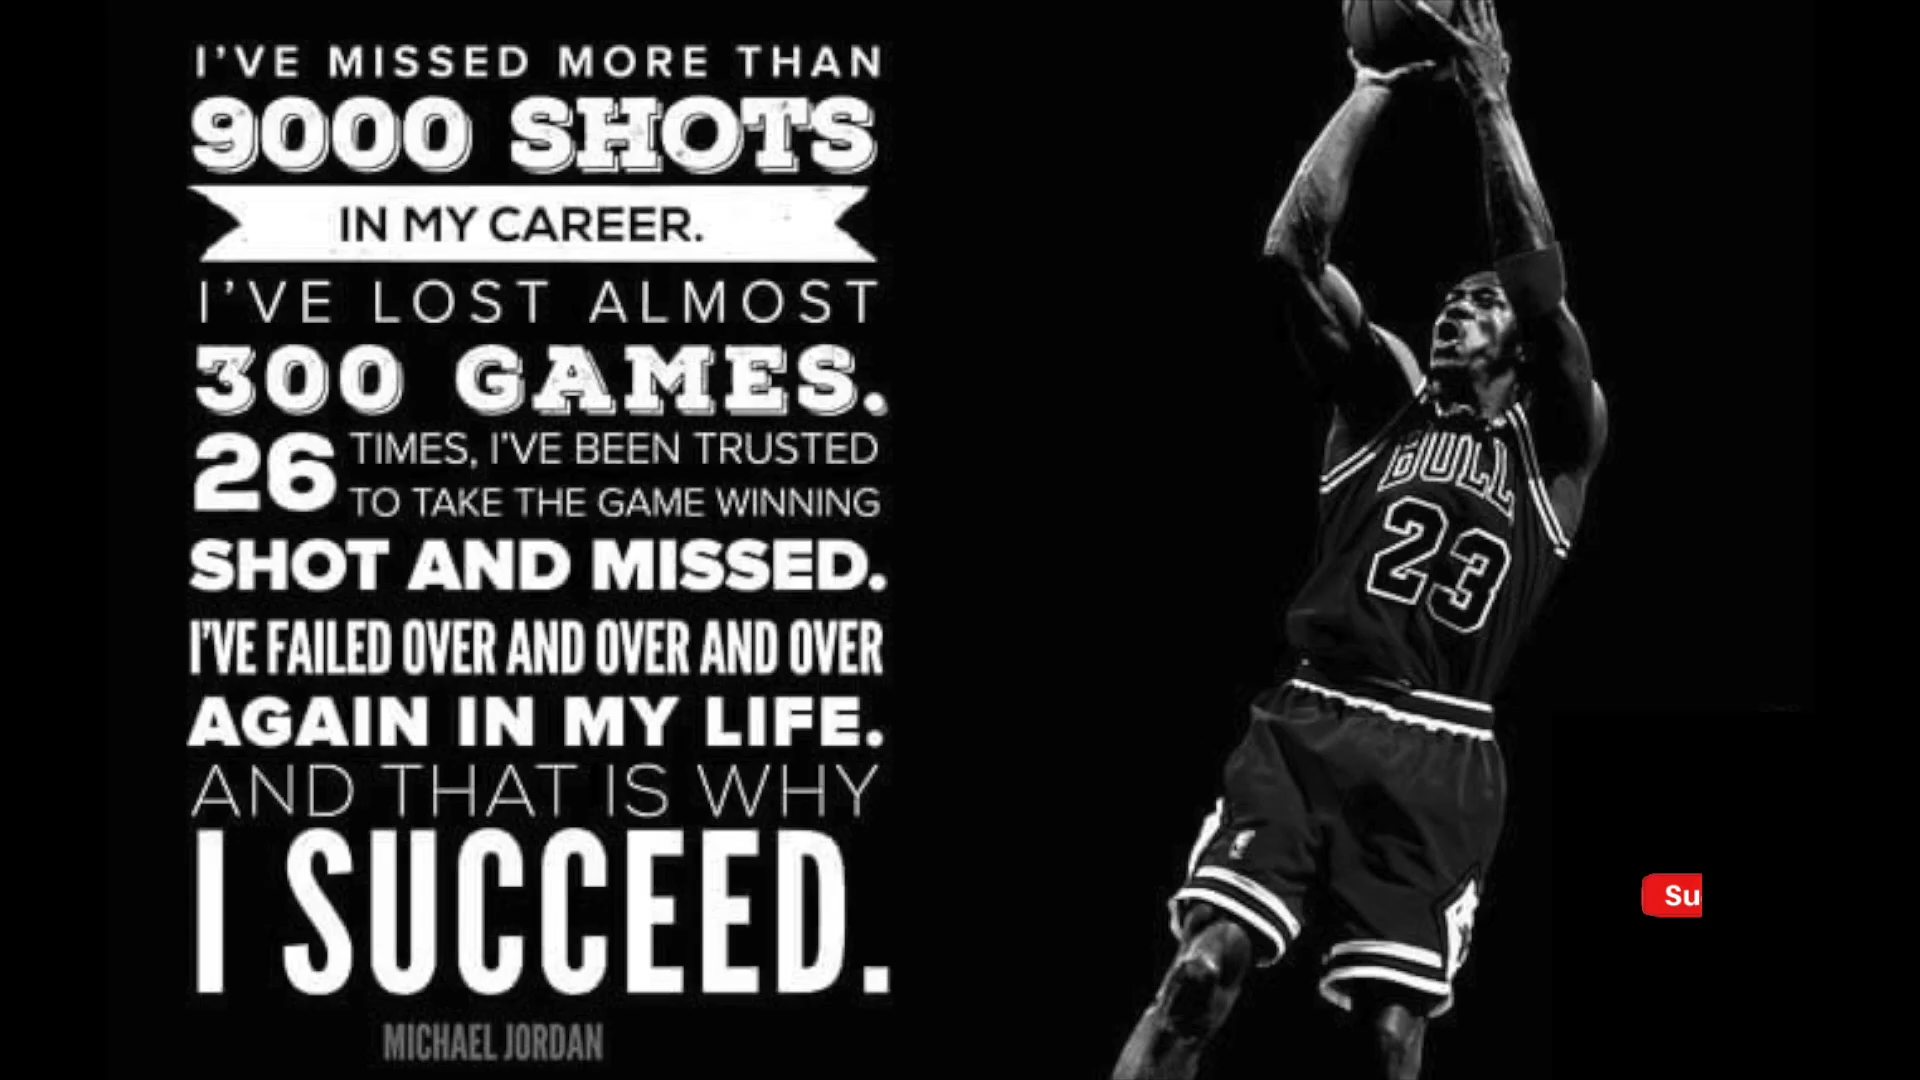 I'VE MISSED MORE THAN
9000 SHOTS
IN MY CAREER.
I'VE LOST ALMOST
300 GAMES.
26 TIMES, I'VE BEEN TRUSTED
TO TAKE THE GAME WINNING
SHOT AND MISSED.
I'VE FAILED OVER AND OVER AND OVER
AGAIN IN MY LIFE.
AND THAT IS WHY
I SUCCEED.
MICHAEL JORDAN
BULL
23
Su